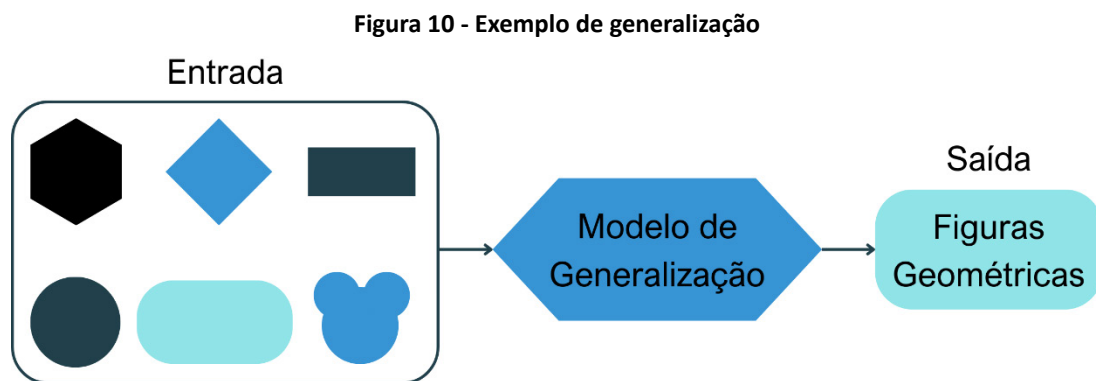 Figura 10 - Exemplo de generalização
Entrada
Modelo de
Generalização
Saída
Figuras
Geométricas